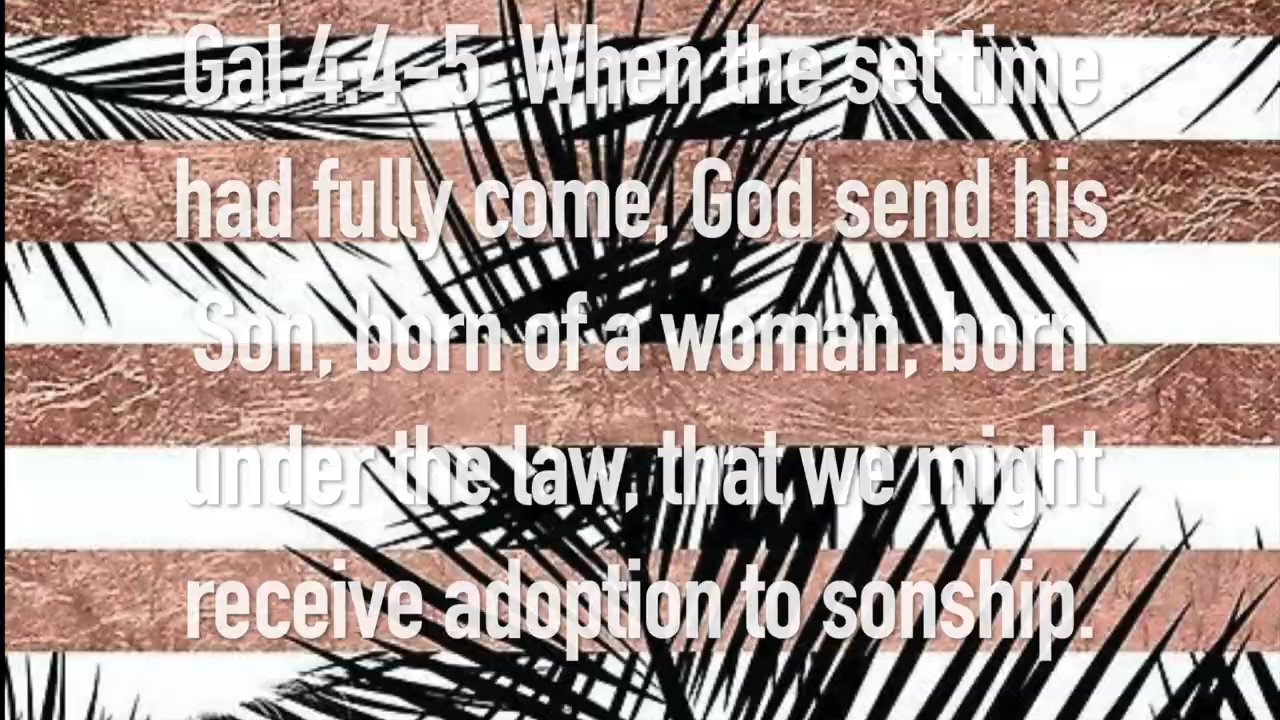 Gal 4:4-5 When the set time
had fully come, God send his
Son, born of a woman, born
under the law, that we might
receive adoption to sonship.